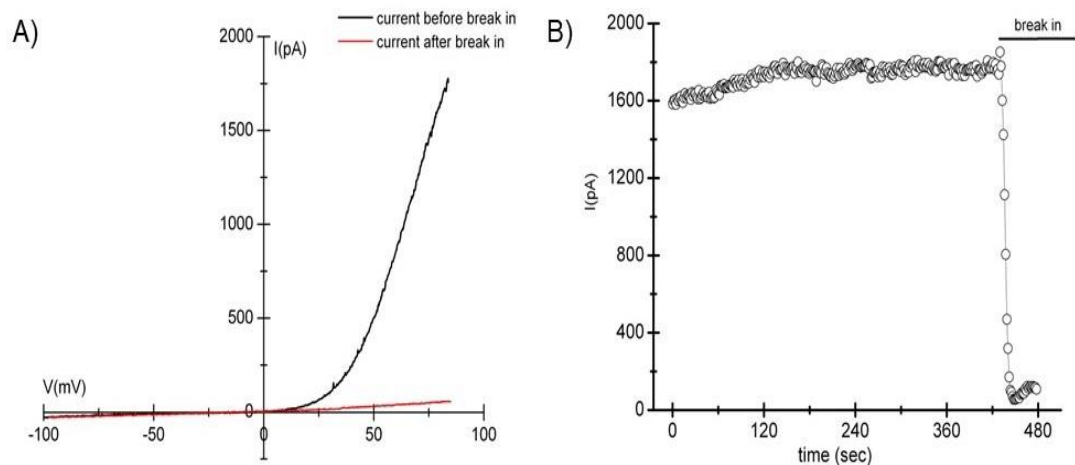 A)
current before break in
current after break in
I(pA)
2000
1500
1000
500
0
V(mV)
-100
-50
0
50
100
B)
break in
2000
1600
1200
800
400
0
I(pA)
0
120
240
360
480
time (sec)